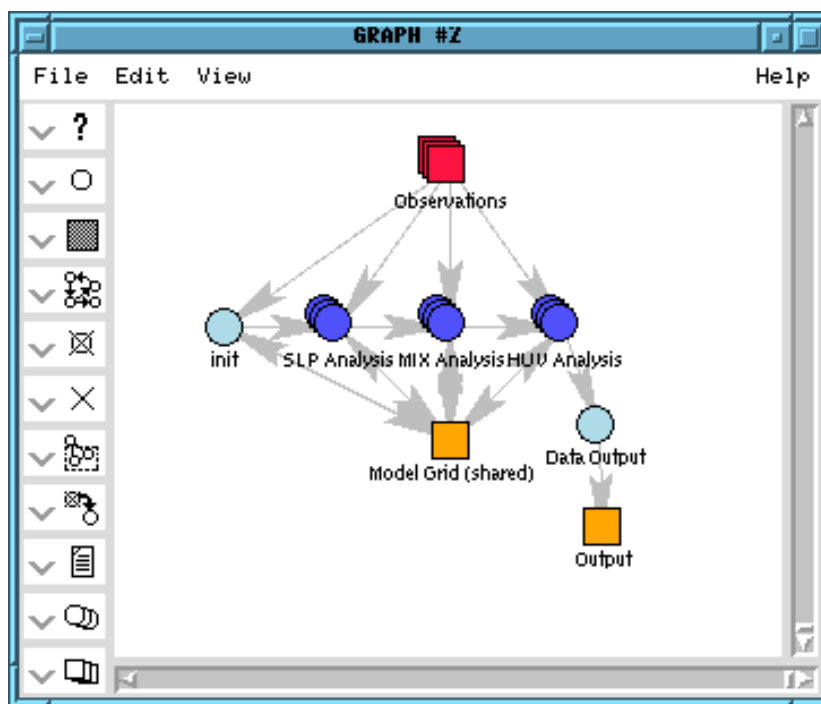 GRAPH #2
File Edit View Help
?
Observations
init
SLP Analysis
MIX Analysis
HUV Analysis
Model Grid (shared)
Data Output
Output